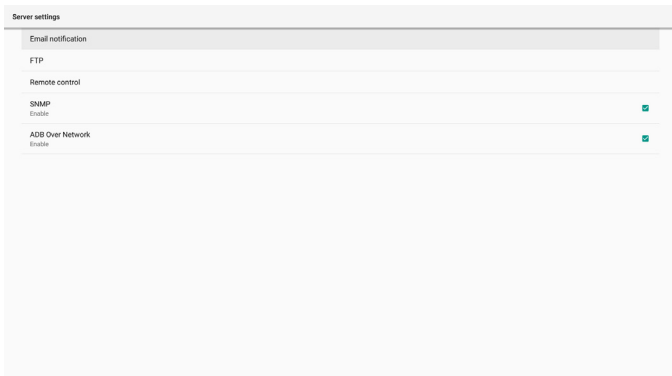 Server settings
Email notification
FTP
Remote control
SNMP
Enable
ADB Over Network
Enable